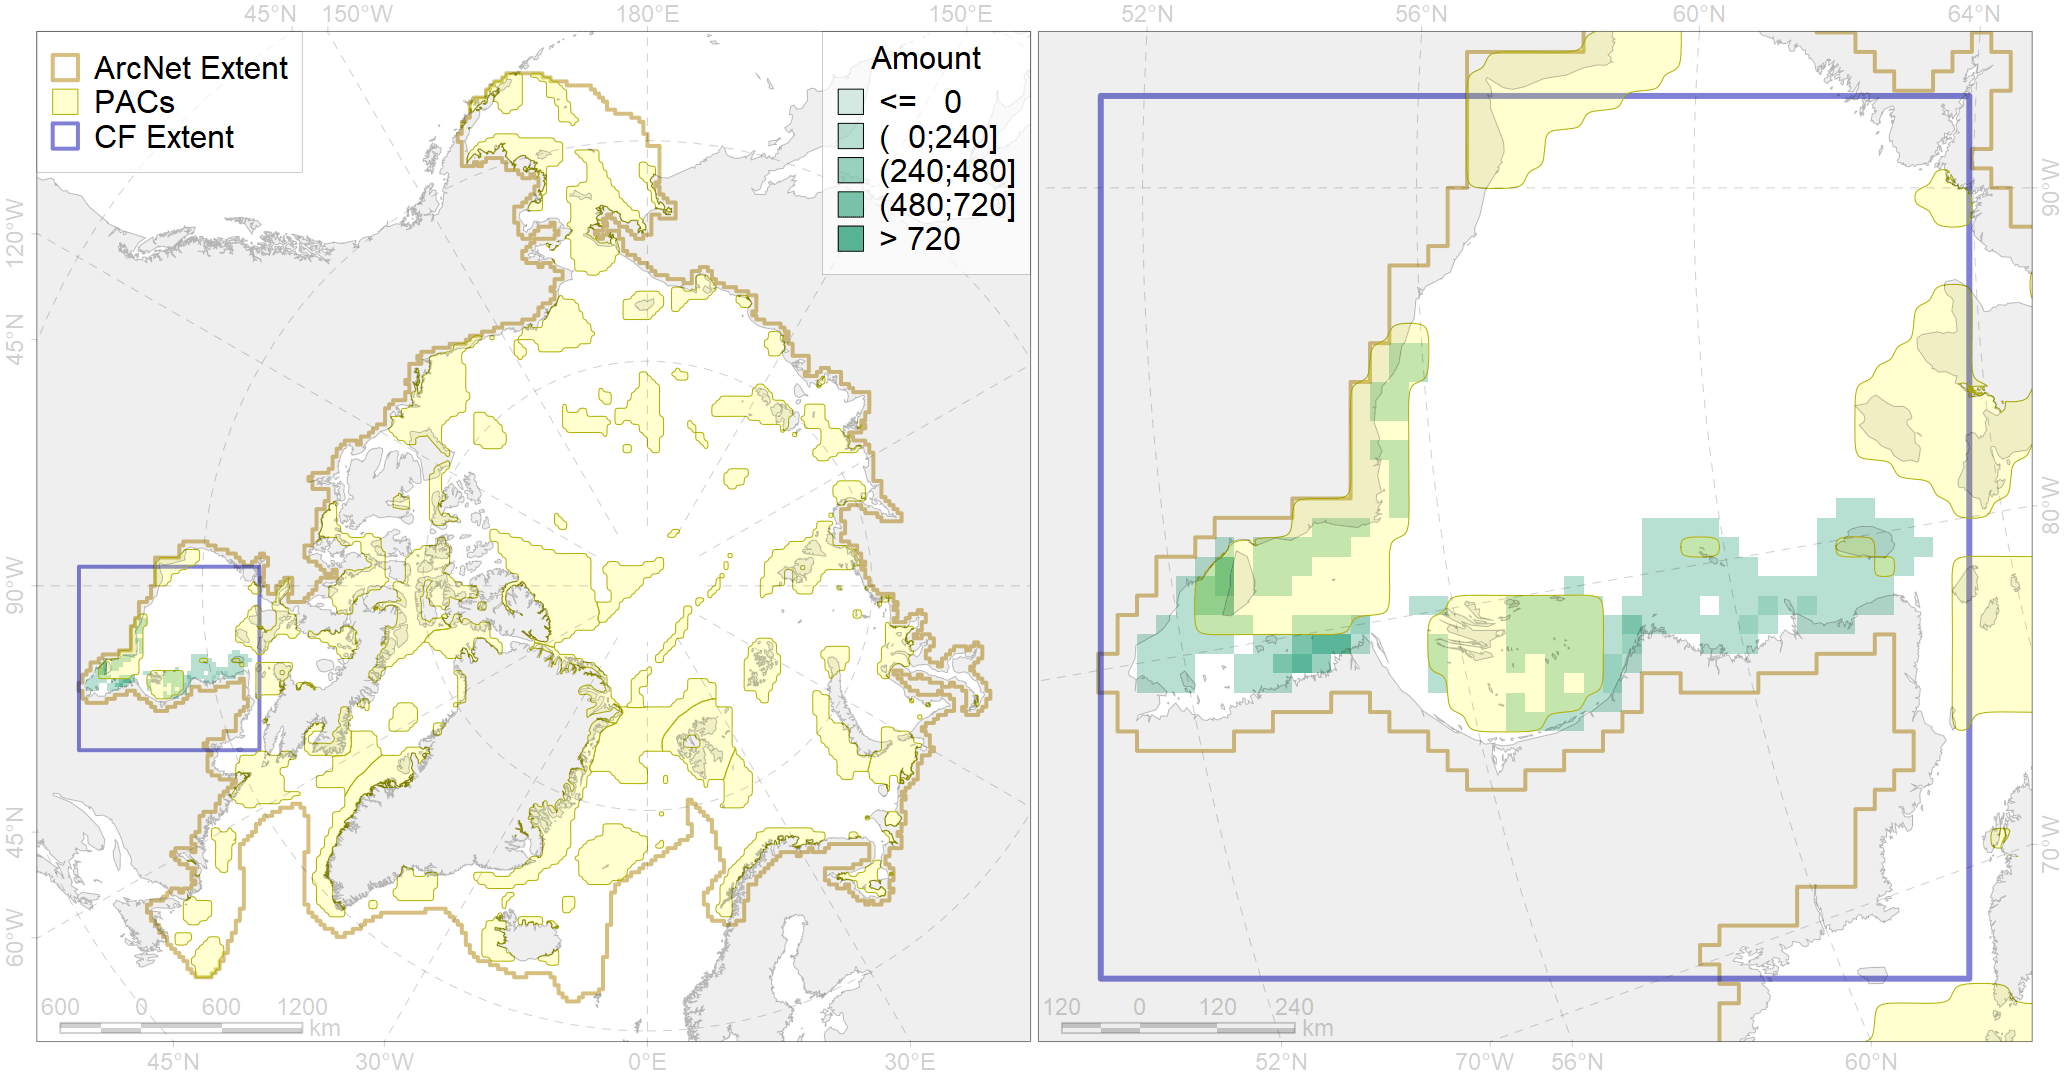 45°N 150°W 180°E 150°E 52°N 56°N 60°N 64°N
ArcNet Extent
PACs
CF Extent
Amount
<= 0
( 0;240]
(240;480]
(480;720]
> 720
120°W
45°N
90°W
45°N
60°W
90°W
80°W
70°W
600 0 600 1200
km
120 0 120 240
km
45°N 30°W 0°E 30°E 52°N 70°W 56°N 60°N